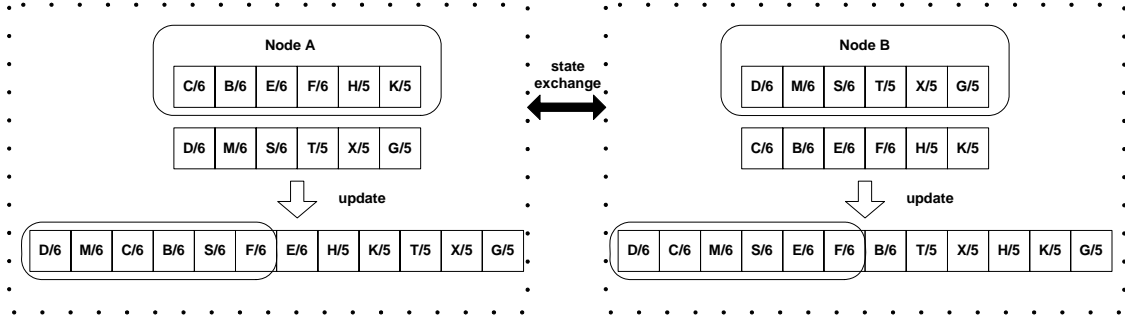 Node A
C/6 B/6 E/6 F/6 H/5 K/5
D/6 M/6 S/6 T/5 X/5 G/5
update
D/6 M/6 C/6 B/6 S/6 F/6 E/6 H/5 K/5 T/5 X/5 G/5
state
exchange
Node B
D/6 M/6 S/6 T/5 X/5 G/5
C/6 B/6 E/6 F/6 H/5 K/5
update
D/6 C/6 M/6 S/6 E/6 F/6 B/6 T/5 X/5 H/5 K/5 G/5